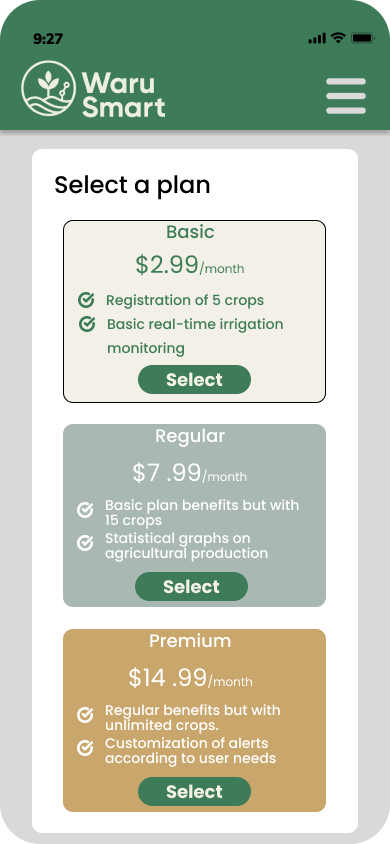 9:27
Waru
Smart
Select a plan
Basic
$2.99/month
Registration of 5 crops
Basic real-time irrigation
monitoring
Select
Regular
$7 .99/month
Basic plan benefits but with
15 crops
Statistical graphs on
agricultural production
Select
Premium
$14 .99/month
Regular benefits but with
unlimited crops.
Customization of alerts
according to user needs
Select